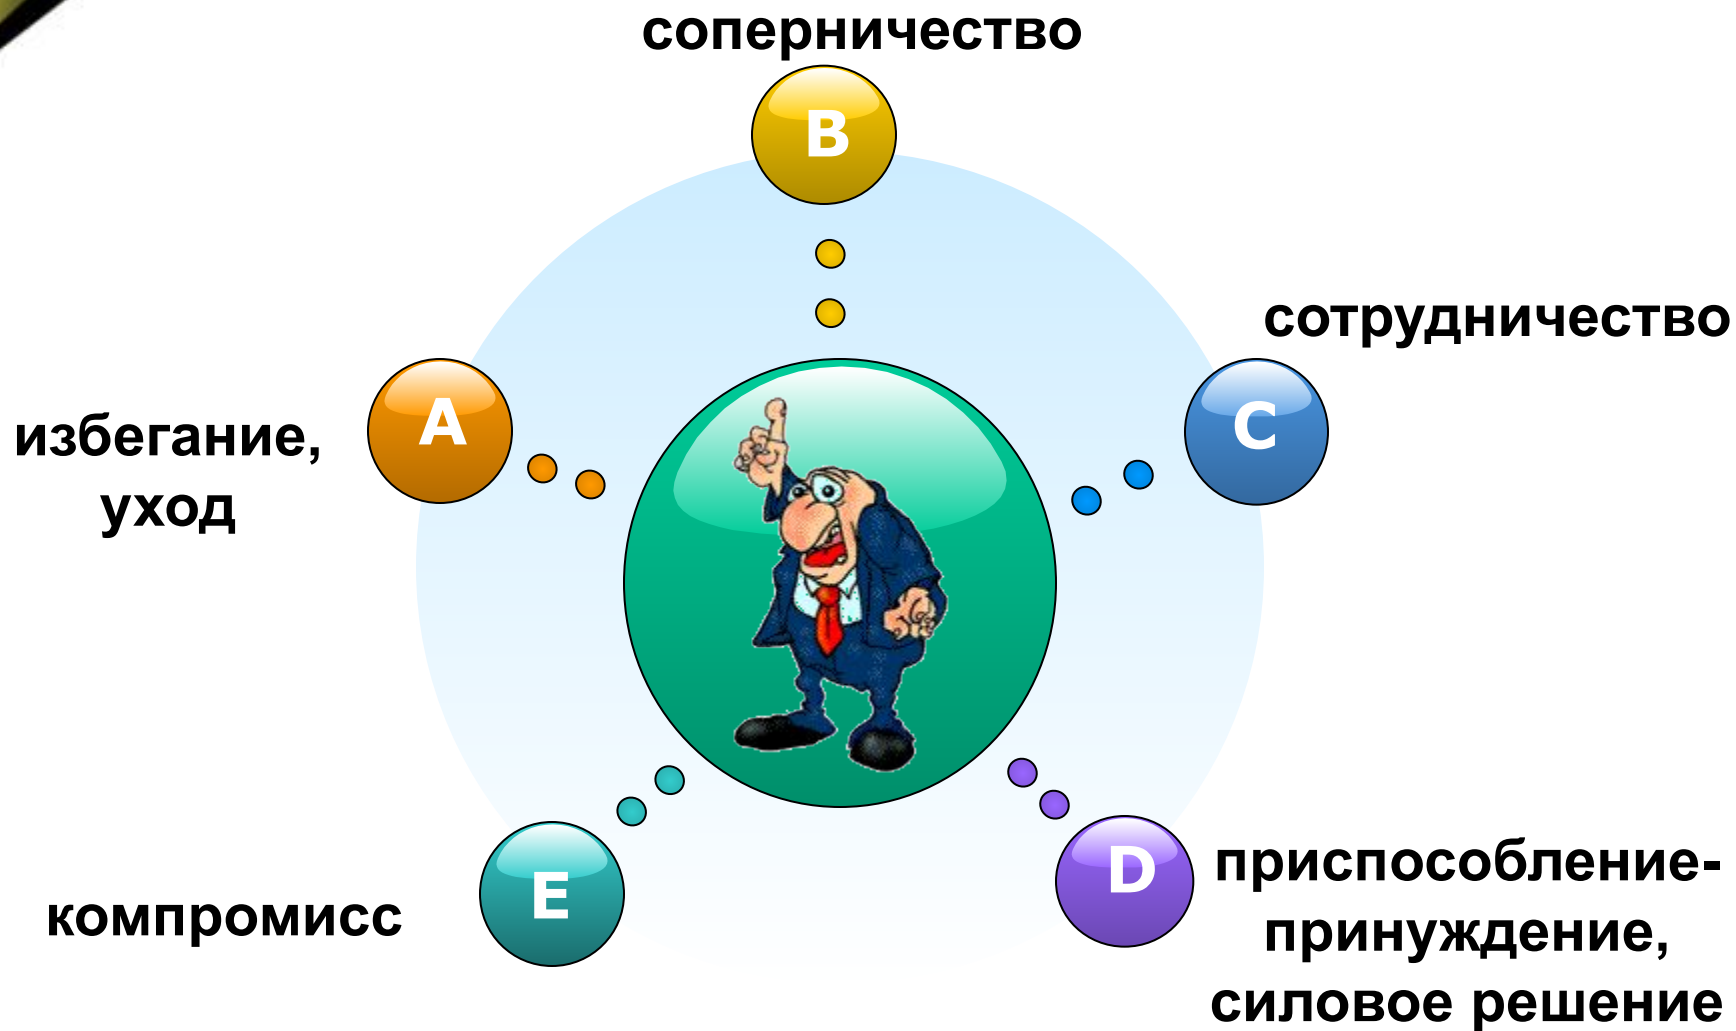 соперничество
B
сотрудничество
A
C
избегание,
уход
E
компромисс
D
приспособление-
принуждение,
силовое решение